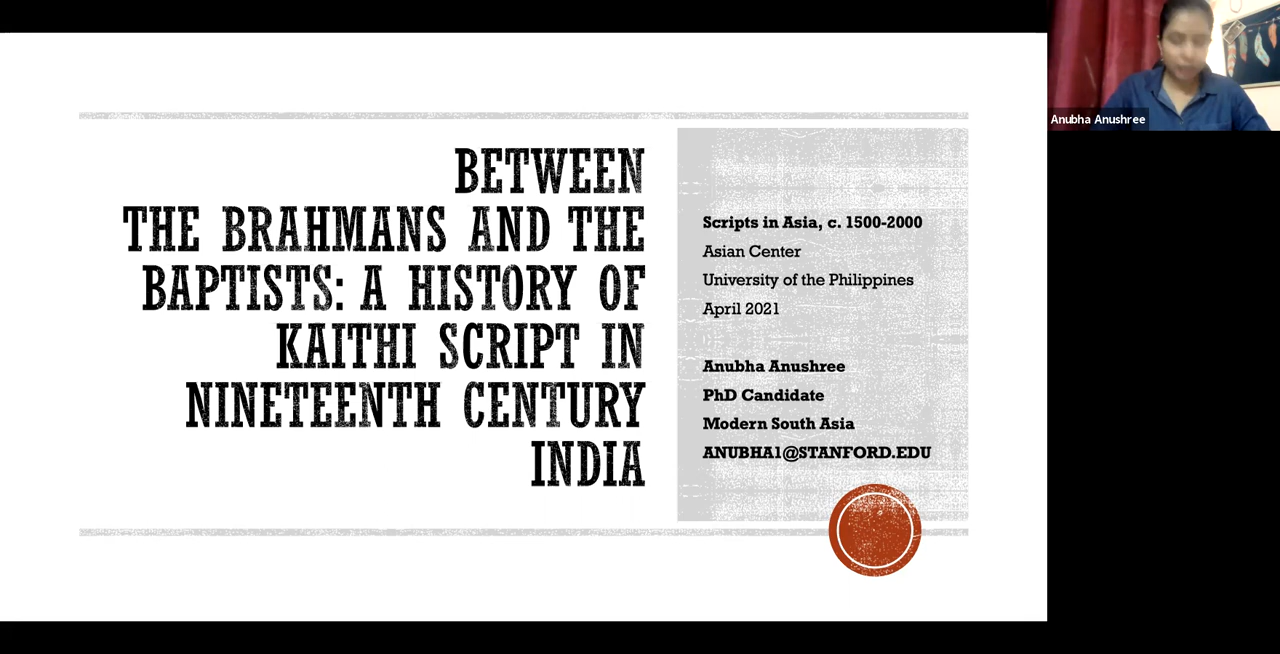 BETWEEN
THE BRAHMANS AND THE
BAPTISTS: A HISTORY OF
KAITHI SCRIPT IN
NINETEENTH CENTURY
INDIA
Scripts in Asia, c. 1500-2000
Asian Center
University of the Philippines
April 2021
Anubha Anushree
PhD Candidate
Modern South Asia
ANUBHA1@STANFORD.EDU
Anubha Anushree